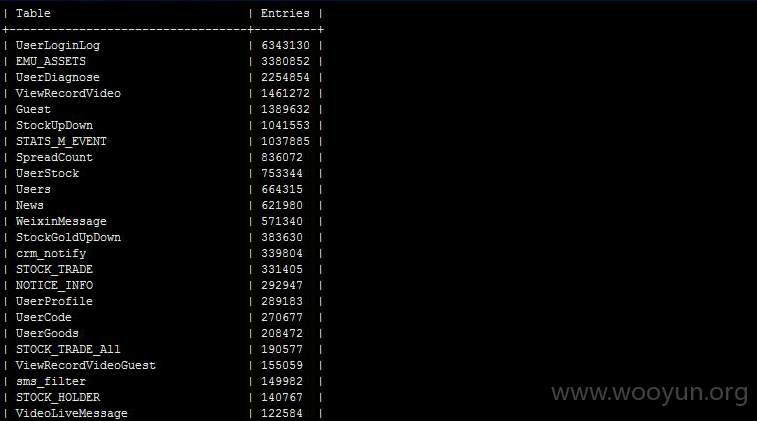 | Table | Entries |
+---------------------------------+---------+
| UserLoginLog | 6343130 |
| EMU_ASSETS | 3380852 |
| UserDiagnose | 2254854 |
| ViewRecordVideo | 1461272 |
| Guest | 1389632 |
| StockUpDown | 1041553 |
| STATS_M_EVENT | 1037885 |
| SpreadCount | 836072 |
| UserStock | 753344 |
| Users | 664315 |
| News | 621980 |
| WeixinMessage | 571340 |
| StockGoldUpDown | 383630 |
| crm_notify | 339804 |
| STOCK_TRADE | 331405 |
| NOTICE_INFO | 292947 |
| UserProfile | 289183 |
| UserCode | 270677 |
| UserGoods | 208472 |
| STOCK_TRADE_All | 190577 |
| ViewRecordVideoGuest | 155059 |
| sms_filter | 149982 |
| STOCK_HOLDER | 140767 |
| VideoLiveMessage | 122584 |
www.wooyun.org